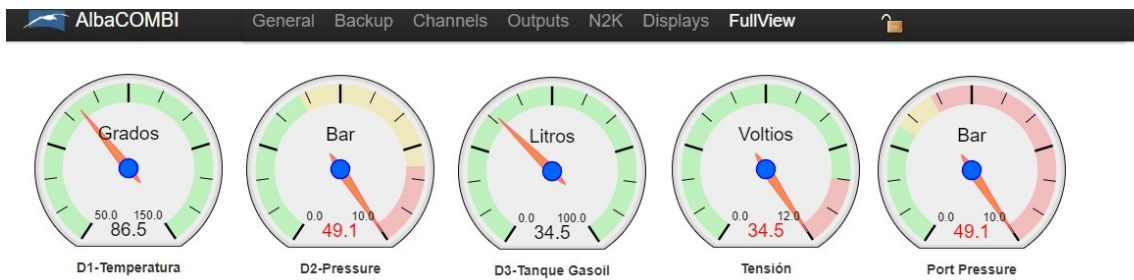 AlbaCOMBI General Backup Channels Outputs N2K Displays FullView
Grados Bar Litros Voltios Bar
50.0 150.0 0.0 10.0 0.0 100.0 0.0 12.0 0.0 10.0
86.5 49.1 34.5 34.5 49.1
D1-Temperatura D2-Pressure D3-Tanque Gasoil Tensión Port Pressure